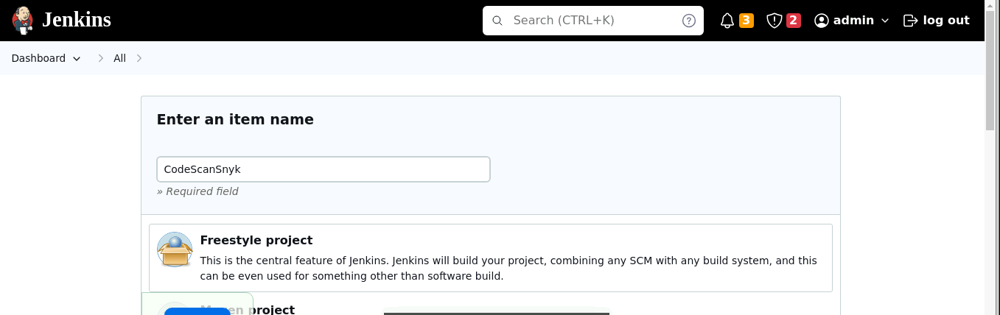 Jenkins
Search (CTRL+K)
3
2
admin
log out
Dashboard
All
Enter an item name
CodeScanSnyk
» Required field
Freestyle project
This is the central feature of Jenkins. Jenkins will build your project, combining any SCM with any build system, and this
can be even used for something other than software build.
Maven project